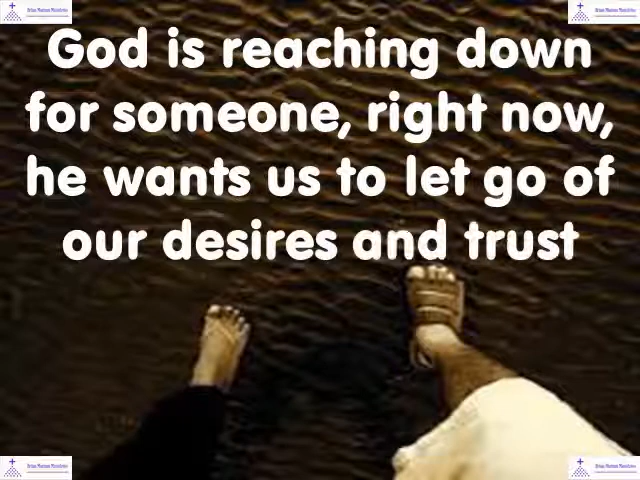 God is reaching down
for someone, right now,
he wants us to let go of
our desires and trust